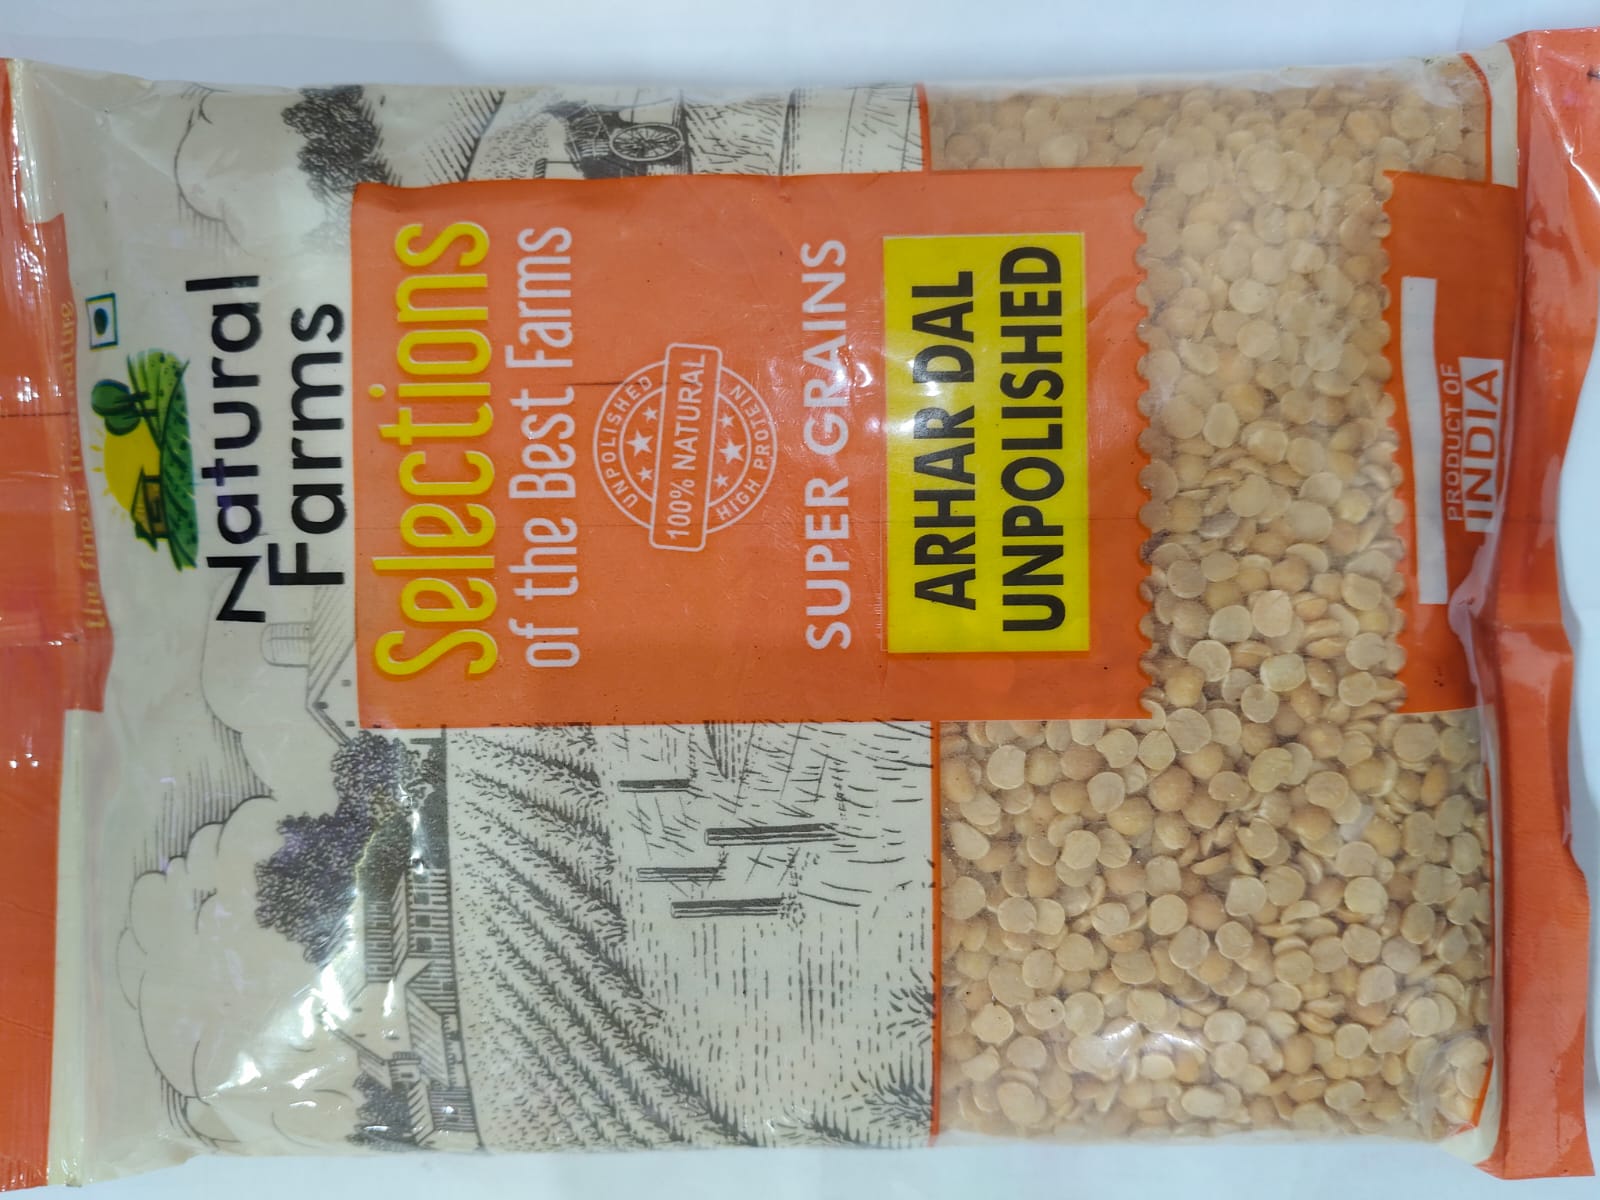 the finest from nature
Natural
Farms
Selections
of the Best Farms
UNPOLISHED
100% NATURAL
HIGH PROTEIN
SUPER GRAINS
ARHAR DAL
UNPOLISHED
PRODUCT OF
INDIA